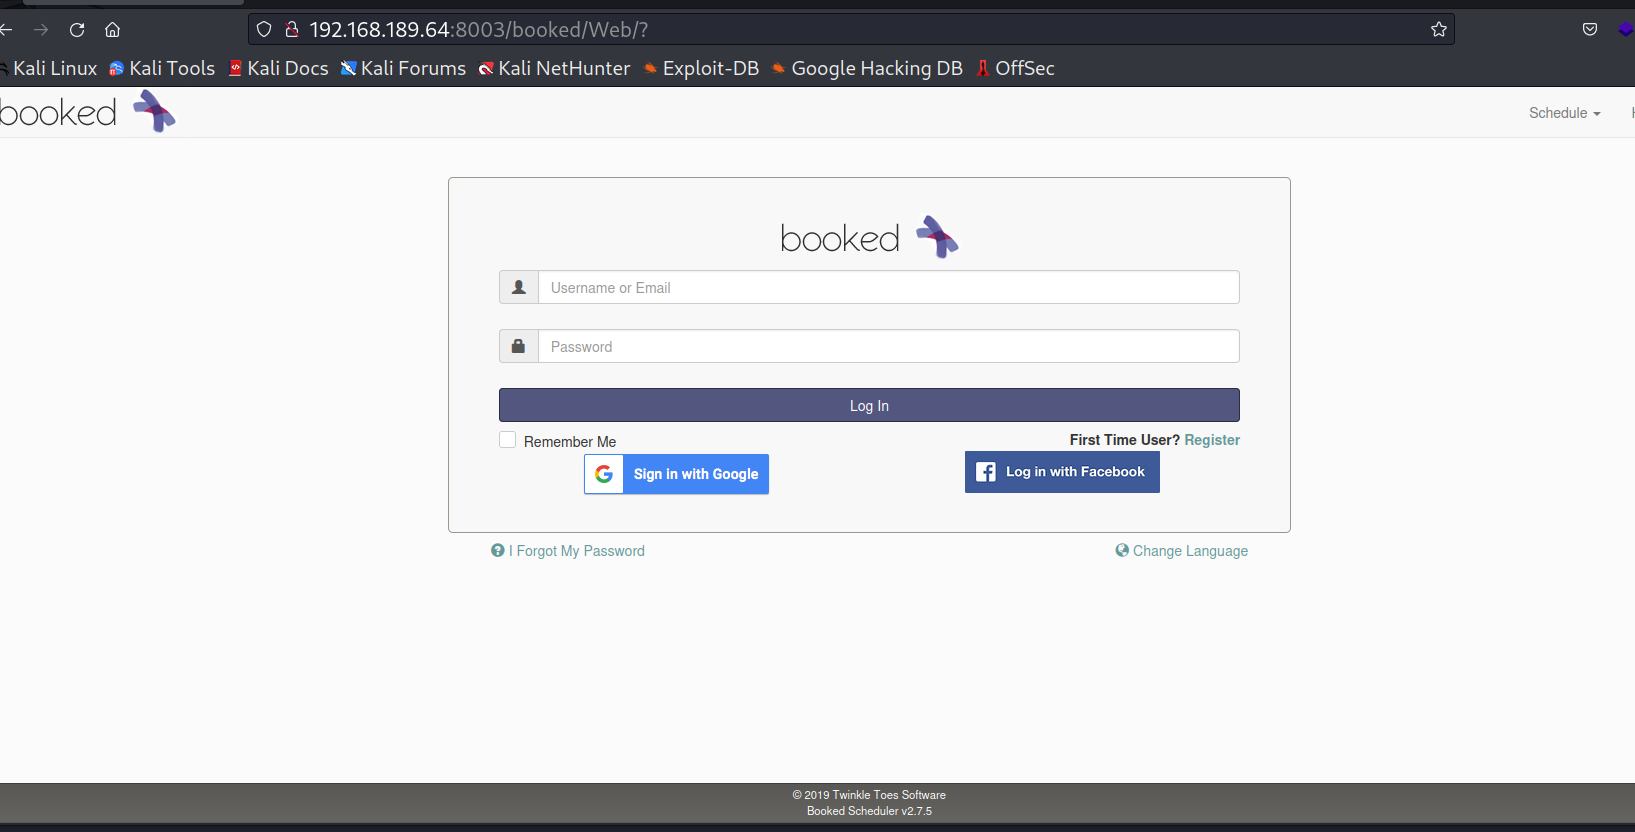 192.168.189.64:8003/booked/Web/?
Kali Linux Kali Tools Kali Docs Kali Forums Kali NetHunter Exploit-DB Google Hacking DB OffSec
booked Schedule
booked
Username or Email
Password
Log In
Remember Me First Time User? Register
Sign in with Google Log in with Facebook
I Forgot My Password Change Language
© 2019 Twinkle Toes Software
Booked Scheduler v2.7.5